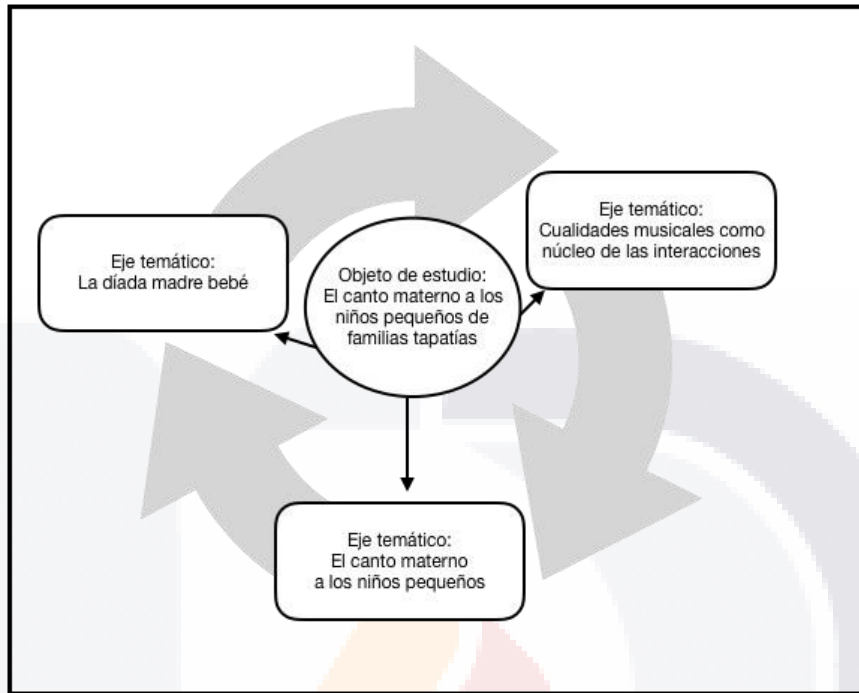 Eje temático:
La díada madre bebé
Objeto de estudio:
El canto materno a los
niños pequeños de
familias tapatías
Eje temático:
Cualidades musicales como
núcleo de las interacciones
Eje temático:
El canto materno
a los niños pequeños